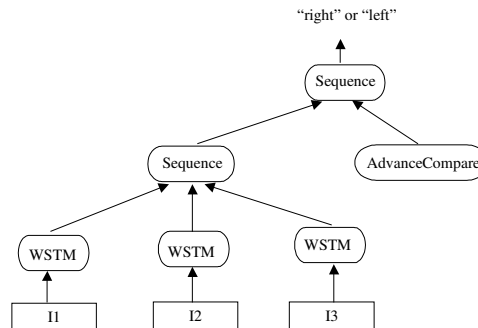 “right” or “left”
Sequence
Sequence
AdvanceCompare
WSTM
WSTM
WSTM
I1
I2
I3